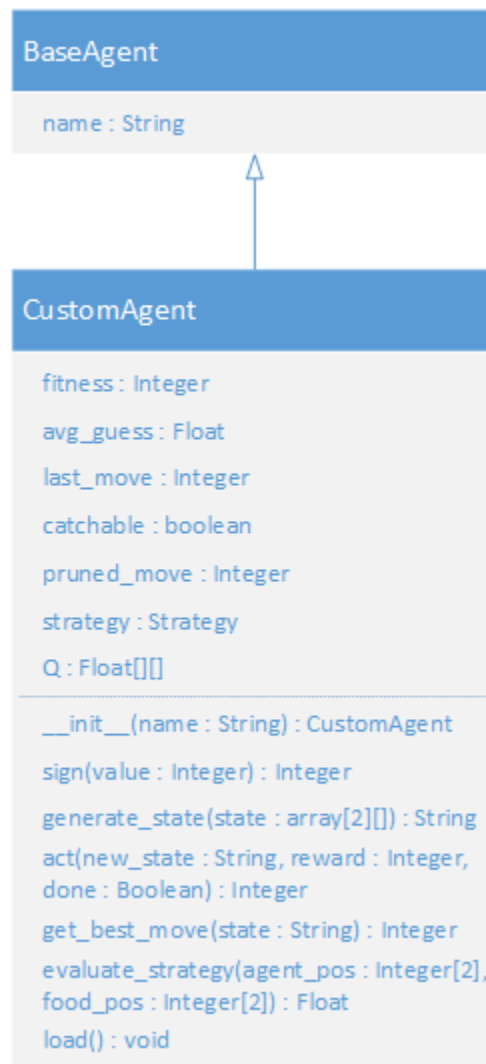 BaseAgent
name : String
CustomAgent
fitness : Integer
avg_guess : Float
last_move : Integer
catchable : boolean
pruned_move : Integer
strategy : Strategy
Q : Float[][]
__init__(name : String) : CustomAgent
sign(value : Integer) : Integer
generate_state(state : array[2][]) : String
act(new_state : String, reward : Integer,
done : Boolean) : Integer
get_best_move(state : String) : Integer
evaluate_strategy(agent_pos : Integer[2],
food_pos : Integer[2]) : Float
load() : void